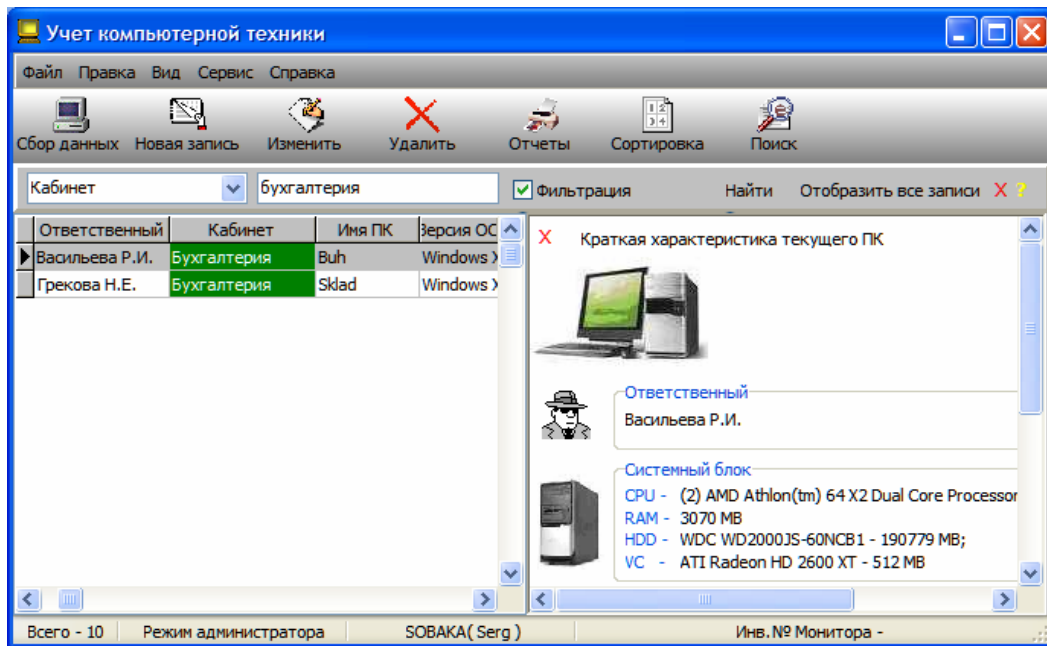 Учет компьютерной техники
Файл Правка Вид Сервис Справка
Сбор данных Новая запись Изменить Удалить Отчеты Сортировка Поиск
Кабинет бухгалтерия Фильтрация Найти Отобразить все записи X ?
Ответственный Кабинет Имя ПК Версия ОС
Васильева Р.И. Бухгалтерия Buh Windows X
Грекова Н.Е. Бухгалтерия Sklad Windows X
X Краткая характеристика текущего ПК
Ответственный
Васильева Р.И.
Системный блок
CPU - (2) AMD Athlon(tm) 64 X2 Dual Core Processor
RAM - 3070 MB
HDD - WDC WD2000JS-60NCB1 - 190779 MB;
VC - ATI Radeon HD 2600 XT - 512 MB
Всего - 10 Режим администратора SOBAKA( Serg ) Инв. № Монитора -